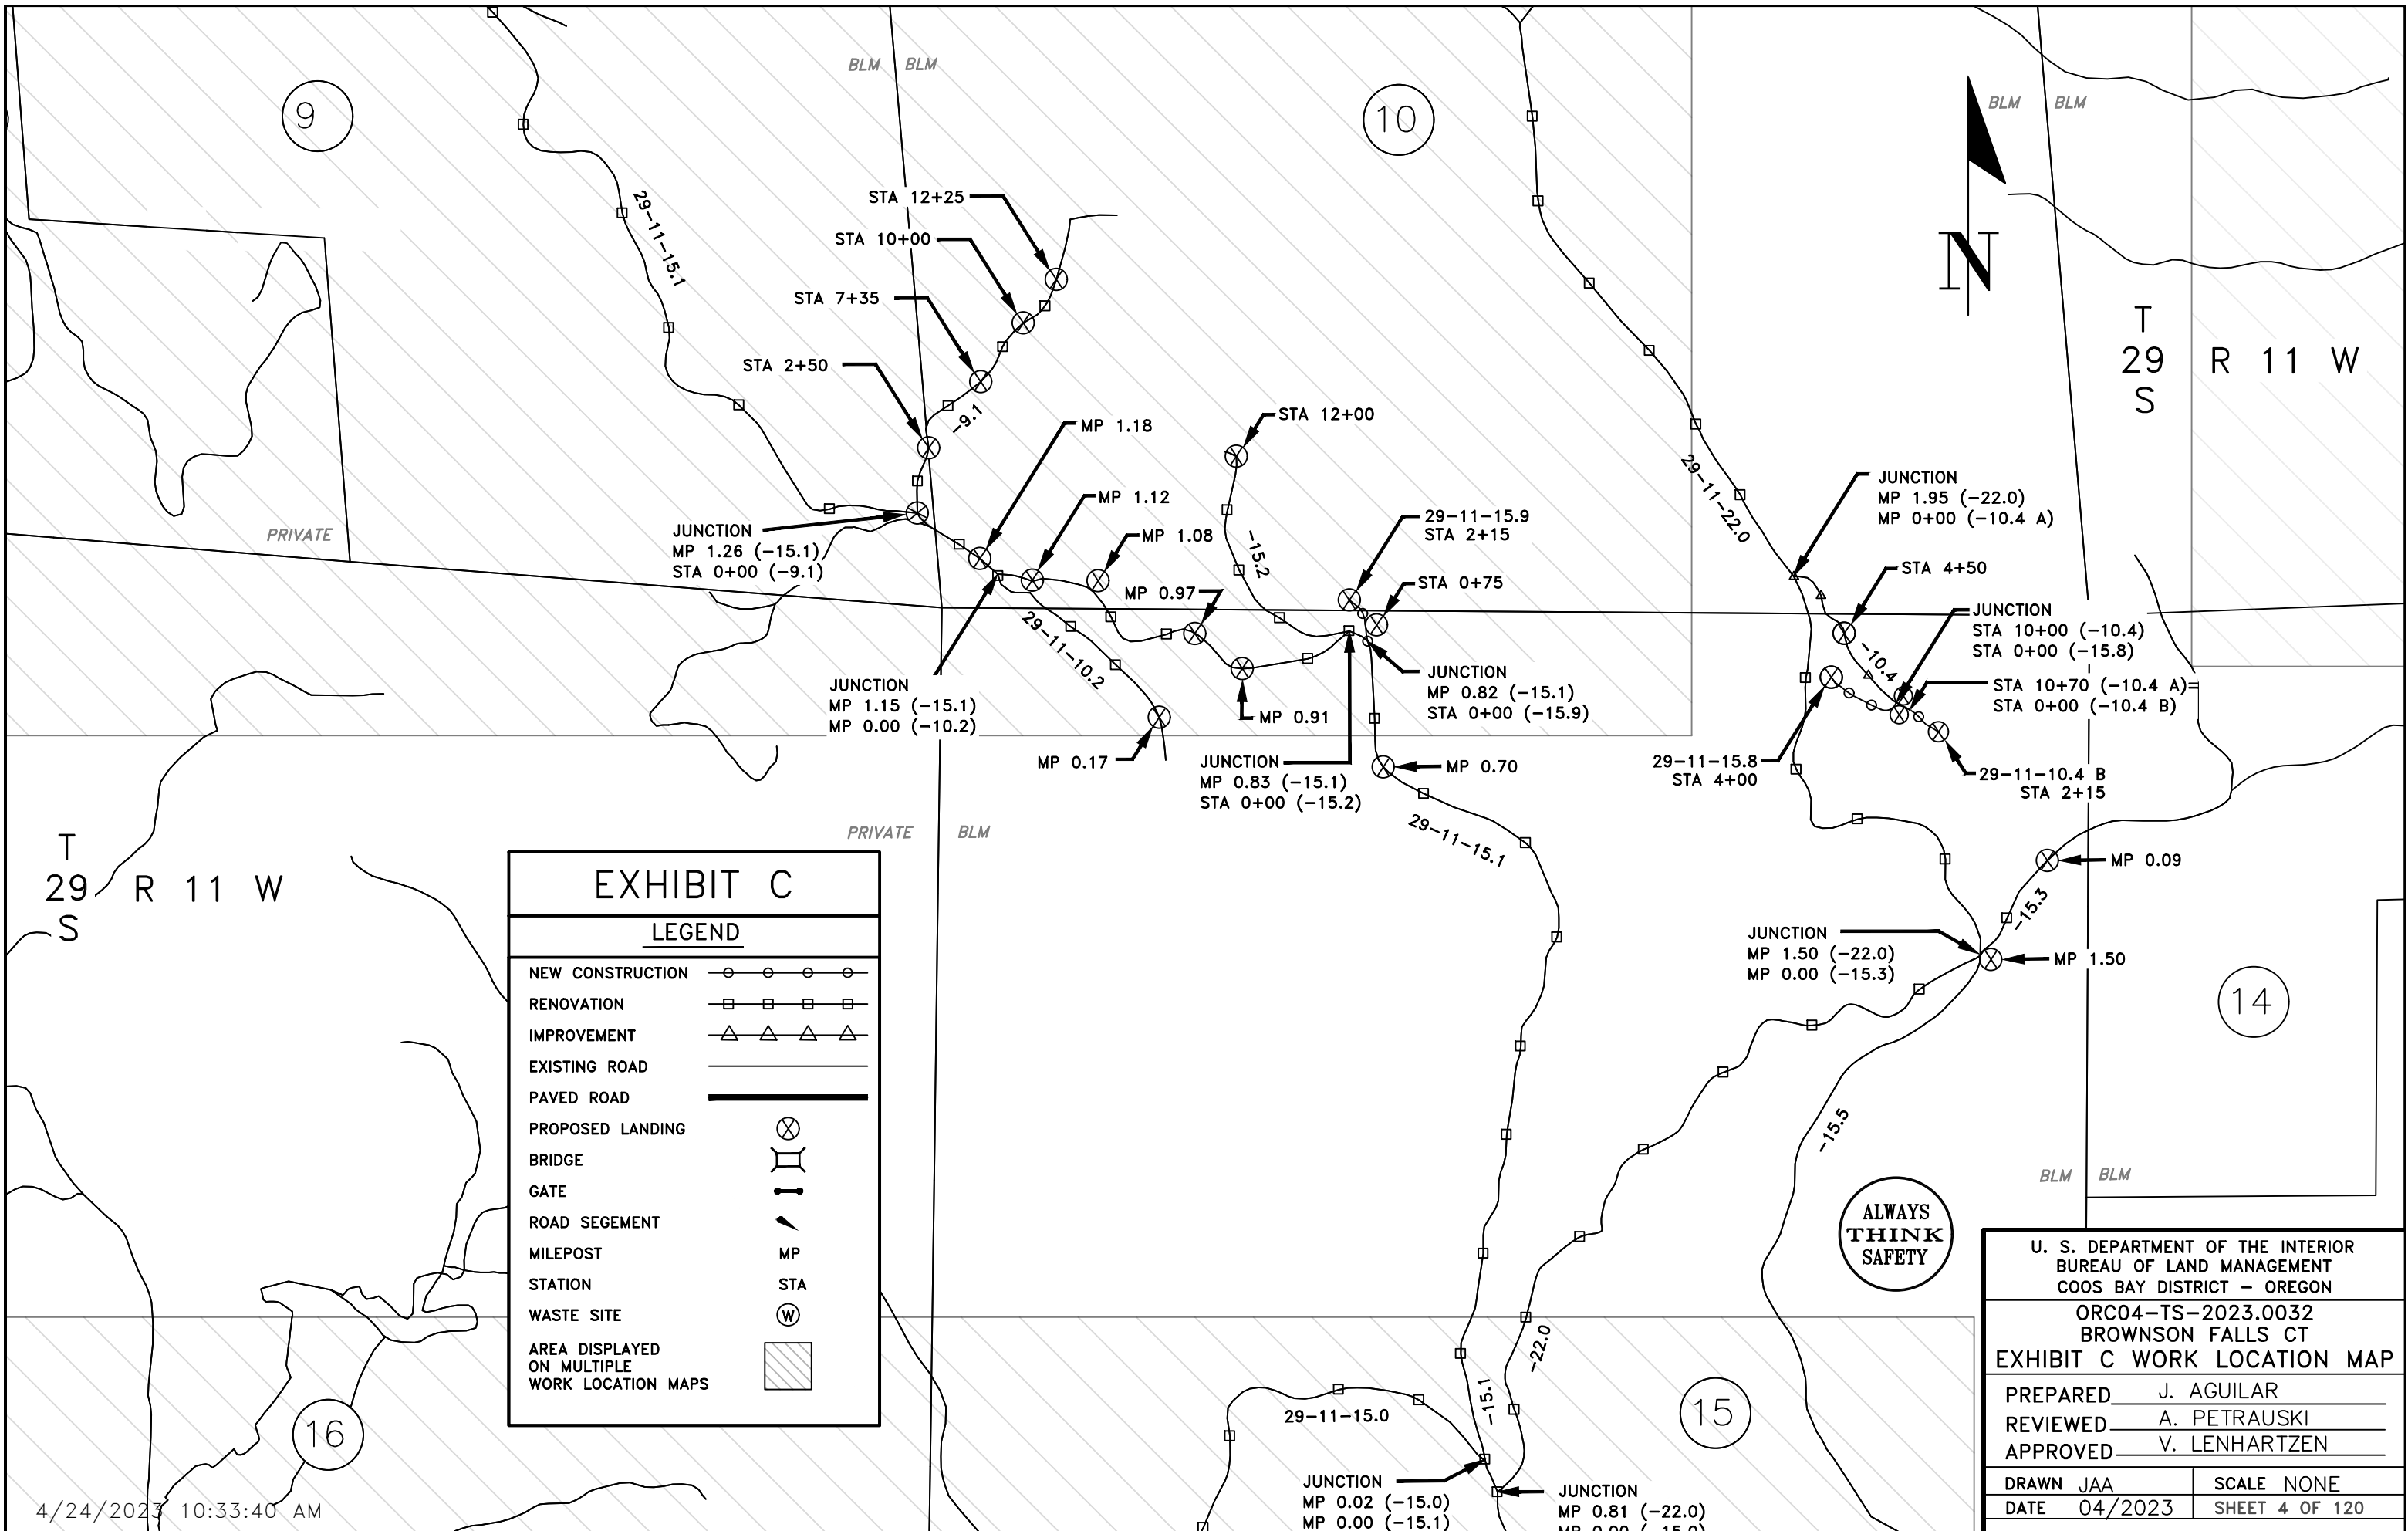 BLM BLM
9
10
BLM BLM
N
STA 12+25
29-11-15.1
STA 10+00
STA 7+35
STA 2+50
-9.1
T
29 R 11 W
S
MP 1.18
STA 12+00
29-11-22.0
JUNCTION
MP 1.95 (-22.0)
MP 0+00 (-10.4 A)
MP 1.12
29-11-15.9
STA 2+15
PRIVATE
JUNCTION
MP 1.26 (-15.1)
STA 0+00 (-9.1)
MP 1.08
-15.2
STA 4+50
MP 0.97
STA 0+75
29-11-10.2
JUNCTION
STA 10+00 (-10.4)
STA 0+00 (-15.8)
-10.4
JUNCTION
MP 1.15 (-15.1)
MP 0.00 (-10.2)
JUNCTION
MP 0.82 (-15.1)
STA 0+00 (-15.9)
STA 10+70 (-10.4 A)=
STA 0+00 (-10.4 B)
MP 0.91
MP 0.17
JUNCTION
MP 0.83 (-15.1)
STA 0+00 (-15.2)
MP 0.70
29-11-15.8
STA 4+00
29-11-10.4 B
STA 2+15
PRIVATE BLM
29-11-15.1
T
29 R 11 W
S
MP 0.09
-15.3
JUNCTION
MP 1.50 (-22.0)
MP 0.00 (-15.3)
MP 1.50
14
-15.5
BLM BLM
EXHIBIT C
LEGEND
NEW CONSTRUCTION
RENOVATION
IMPROVEMENT
EXISTING ROAD
PAVED ROAD
PROPOSED LANDING
BRIDGE
GATE
ROAD SEGEMENT
MILEPOST MP
STATION STA
WASTE SITE W
AREA DISPLAYED
ON MULTIPLE
WORK LOCATION MAPS
ALWAYS
THINK
SAFETY
16
-22.0
-15.1
29-11-15.0
15
JUNCTION
MP 0.02 (-15.0)
MP 0.00 (-15.1)
JUNCTION
MP 0.81 (-22.0)
4/24/2023 10:33:40 AM
U. S. DEPARTMENT OF THE INTERIOR
BUREAU OF LAND MANAGEMENT
COOS BAY DISTRICT – OREGON
ORC04-TS-2023.0032
BROWNSON FALLS CT
EXHIBIT C WORK LOCATION MAP
PREPARED J. AGUILAR
REVIEWED A. PETRAUSKI
APPROVED V. LENHARTZEN
DRAWN JAA SCALE NONE
DATE 04/2023 SHEET 4 OF 120